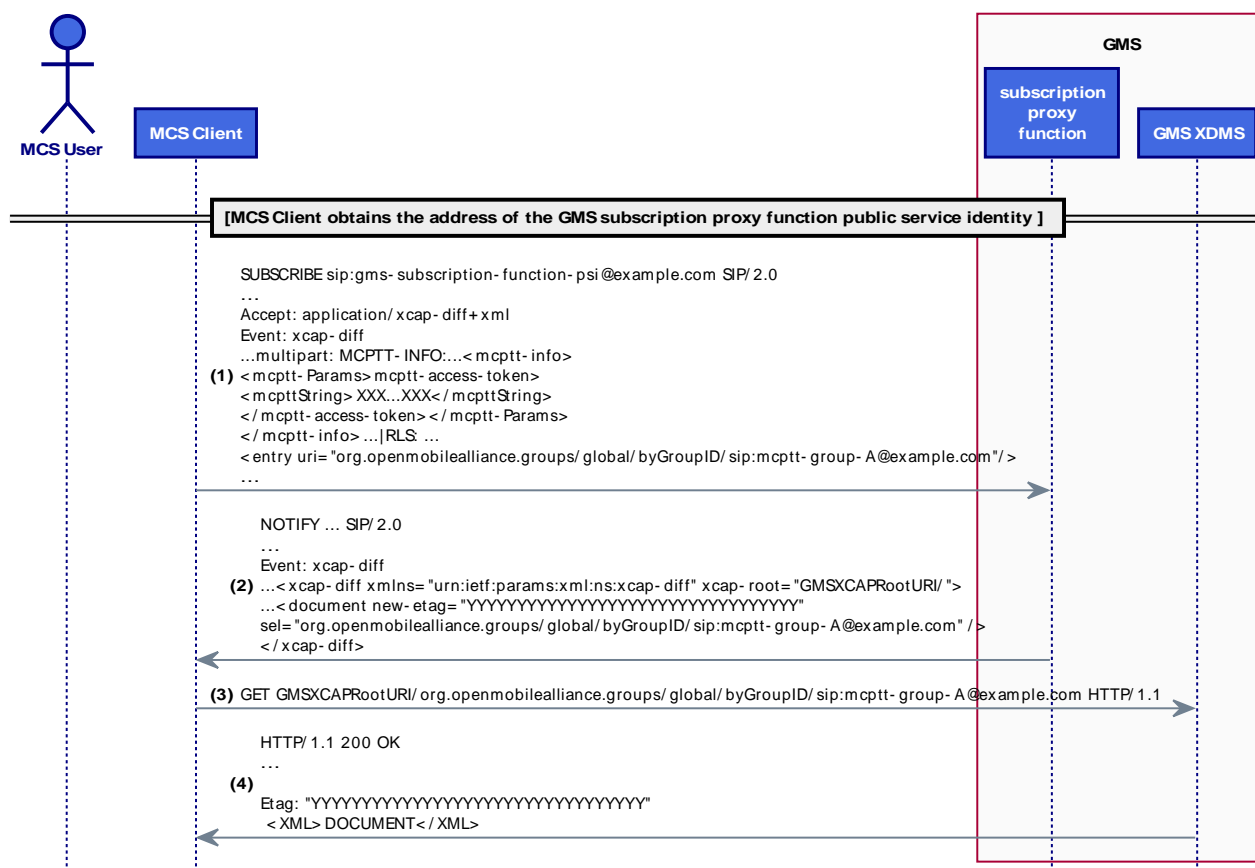 GMS
subscription
proxy
function
MCS Client
GMS XDMS
MCS User
[MCS Client obtains the address of the GMS subscription proxy function public service identity ]
SUBSCRIBE sip:gms-subscription-function-psi@example.com SIP/2.0
...
Accept: application/xcap-diff+xml
Event: xcap-diff
...multipart: MCPTT-INFO:...<mcptt-info>
(1) <mcptt-Params>mcptt-access-token>
<mcpttString>XXX...XXX</mcpttString>
</mcptt-access-token></mcptt-Params>
</mcptt-info>...|RLS: ...
<entry uri="org.openmobilealliance.groups/global/byGroupID/sip:mcptt-group-A@example.com"/>
...
NOTIFY ... SIP/2.0
...
Event: xcap-diff
(2) ...<xcap-diff xmlns="urn:ietf:params:xml:ns:xcap-diff" xcap-root="GMSXCAPRootURI/">
...<document new-etag="YYYYYYYYYYYYYYYYYYYYYYYYYYYYYYYYY"
sel="org.openmobilealliance.groups/global/byGroupID/sip:mcptt-group-A@example.com" />
</xcap-diff>
(3) GET GMSXCAPRootURI/org.openmobilealliance.groups/global/byGroupID/sip:mcptt-group-A@example.com HTTP/1.1
HTTP/1.1 200 OK
...
(4)
Etag: "YYYYYYYYYYYYYYYYYYYYYYYYYYYYYYYYY"
<XML>DOCUMENT</XML>